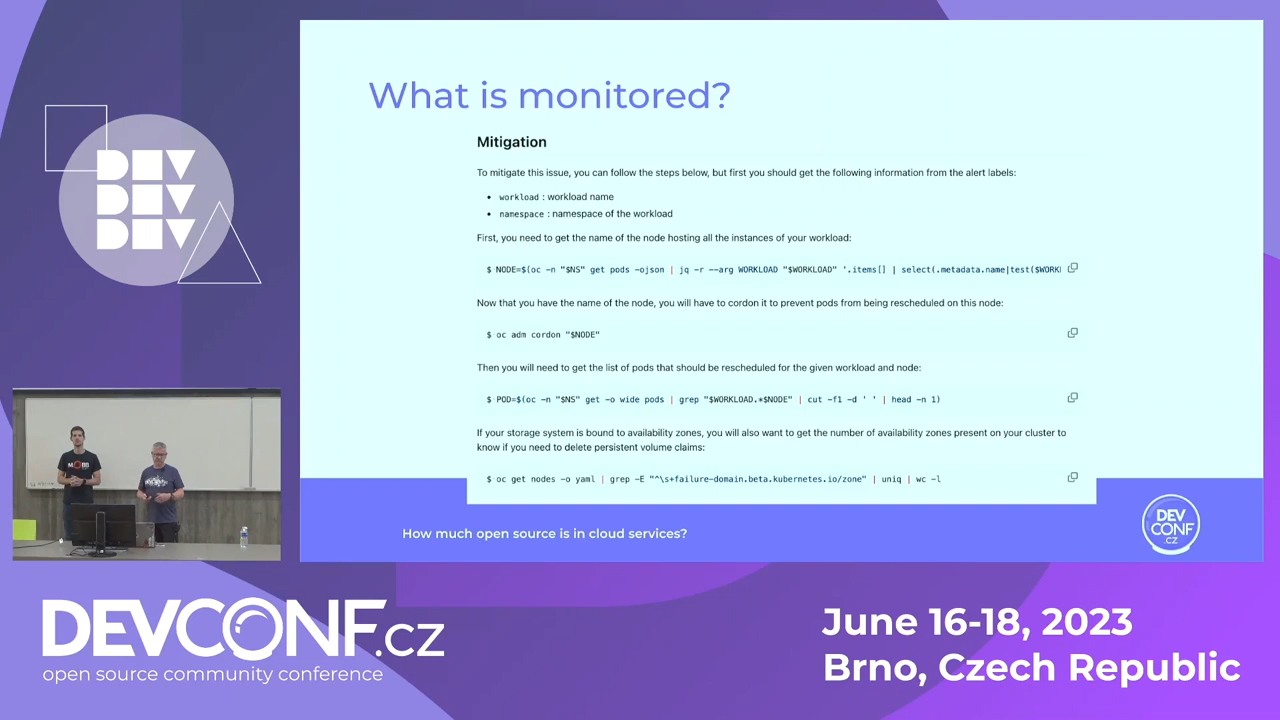 DEV
DEV
DEV
What is monitored?
Mitigation
To mitigate this issue, you can follow the steps below, but first you should get the following information from the alert labels:
• workload : workload name
• namespace : namespace of the workload
First, you need to get the name of the node hosting all the instances of your workload:
$ NODE=$(oc -n "$NS" get pods -ojson | jq -r --arg WORKLOAD "$WORKLOAD" '.items[] | select(.metadata.name|test($WORK
Now that you have the name of the node, you will have to cordon it to prevent pods from being rescheduled on this node:
$ oc adm cordon "$NODE"
Then you will need to get the list of pods that should be rescheduled for the given workload and node:
$ POD=$(oc -n "$NS" get -o wide pods | grep "$WORKLOAD.*$NODE" | cut -f1 -d ' ' | head -n 1)
If your storage system is bound to availability zones, you will also want to get the number of availability zones present on your cluster to
know if you need to delete persistent volume claims:
$ oc get nodes -o yaml | grep -E "^\s+failure-domain.beta.kubernetes.io/zone" | uniq | wc -l
How much open source is in cloud services?
DEV
CONF
.CZ
DEVCONF.cz
open source community conference
June 16-18, 2023
Brno, Czech Republic